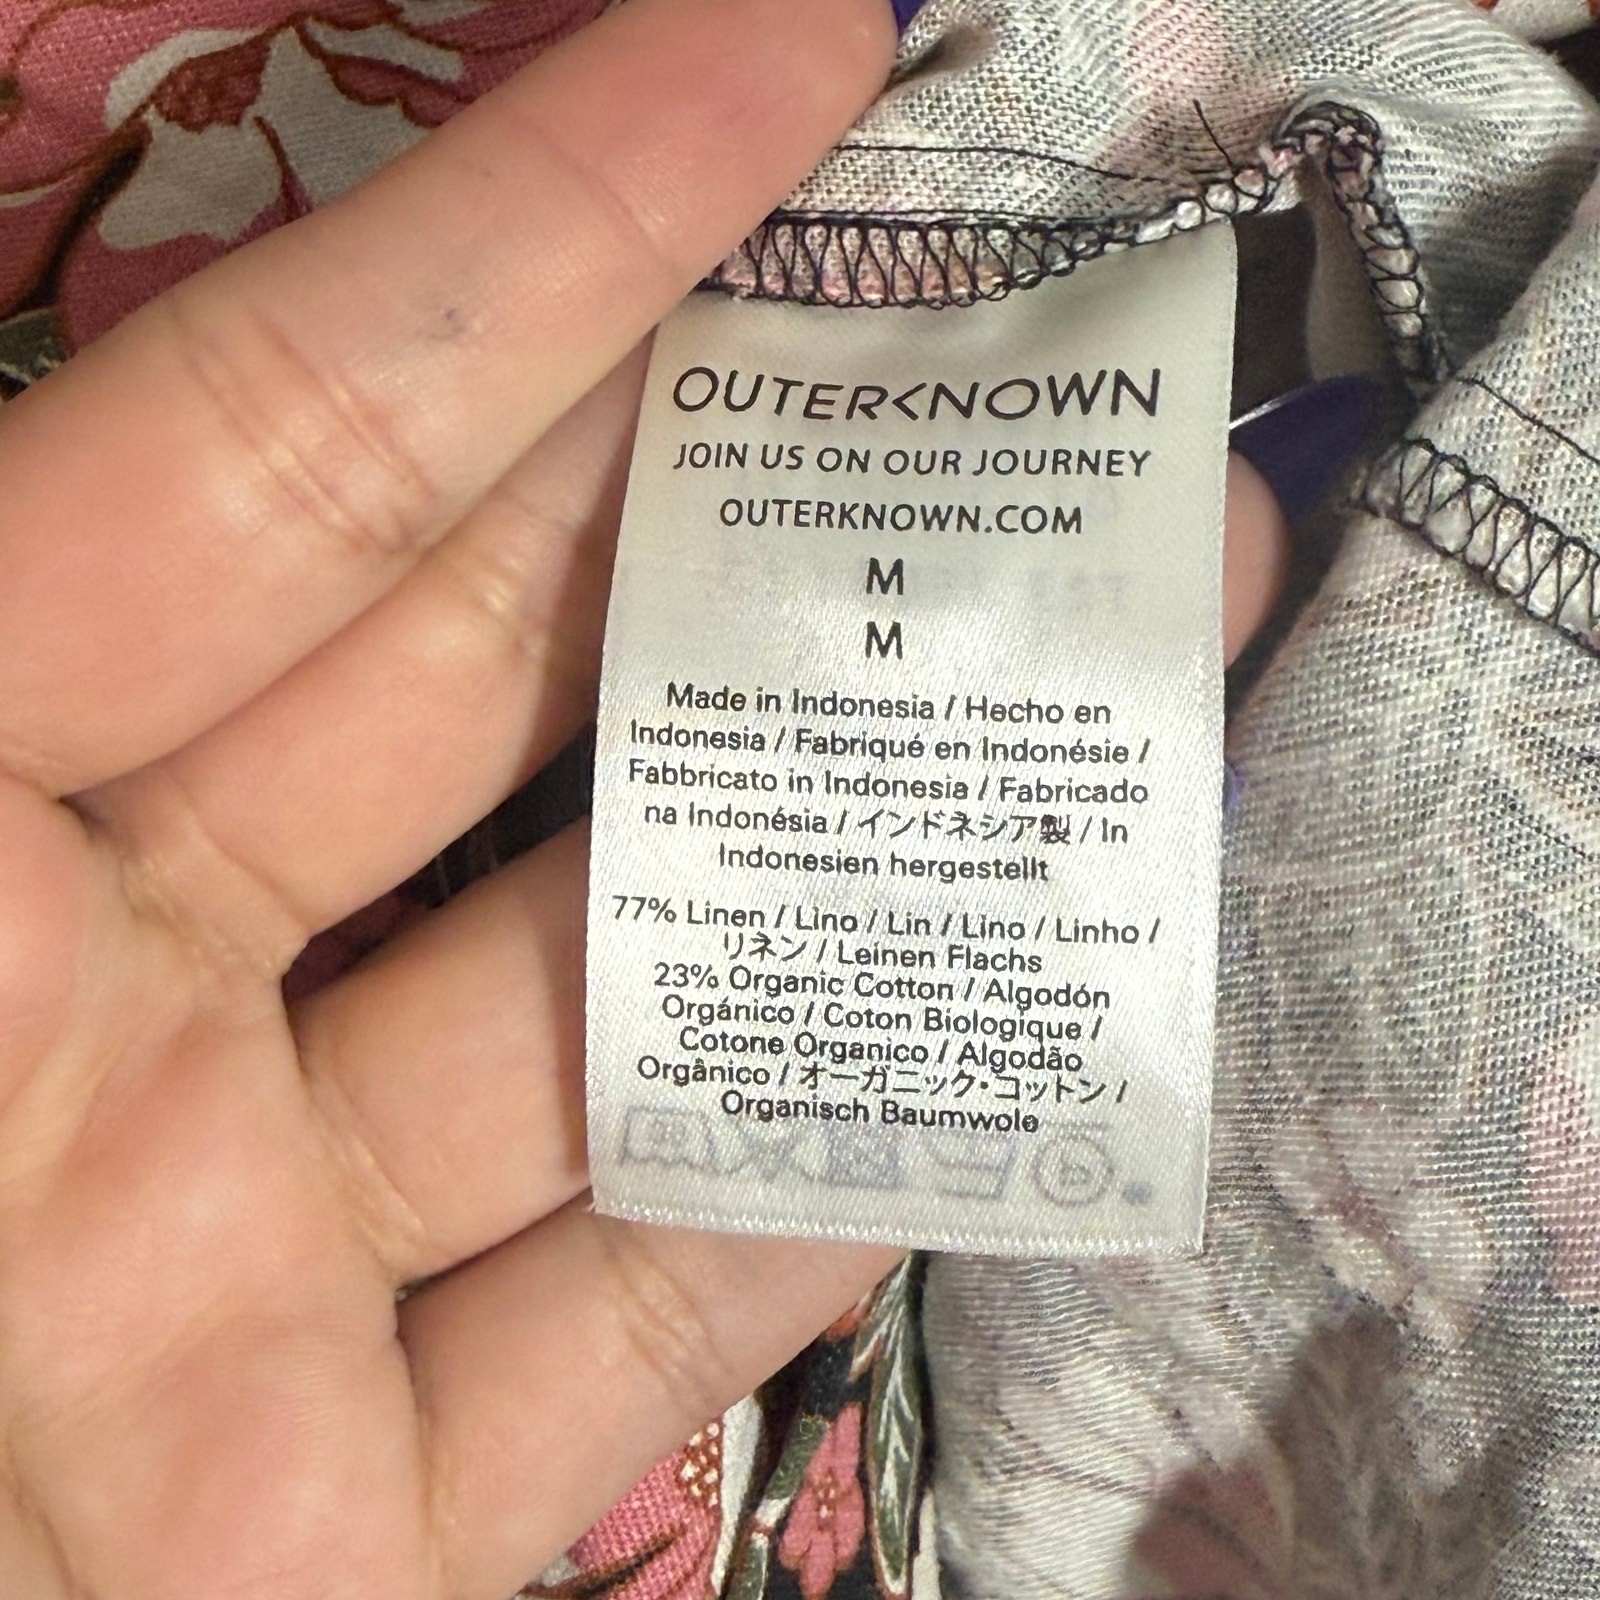 OUTERKNOWN
JOIN US ON OUR JOURNEY
OUTERKNOWN.COM
M
M
Made in Indonesia / Hecho en
Indonesia / Fabriqué en Indonésie /
Fabbricato in Indonesia / Fabricado
na Indonésia / インドネシア製 / In
Indonesien hergestellt
77% Linen / Lino / Lin / Lino / Linho /
リネン / Leinen Flachs
23% Organic Cotton / Algodón
Orgánico / Coton Biologique /
Cotone Organico / Algodão
Orgânico / オーガニック・コットン /
Organisch Baumwole